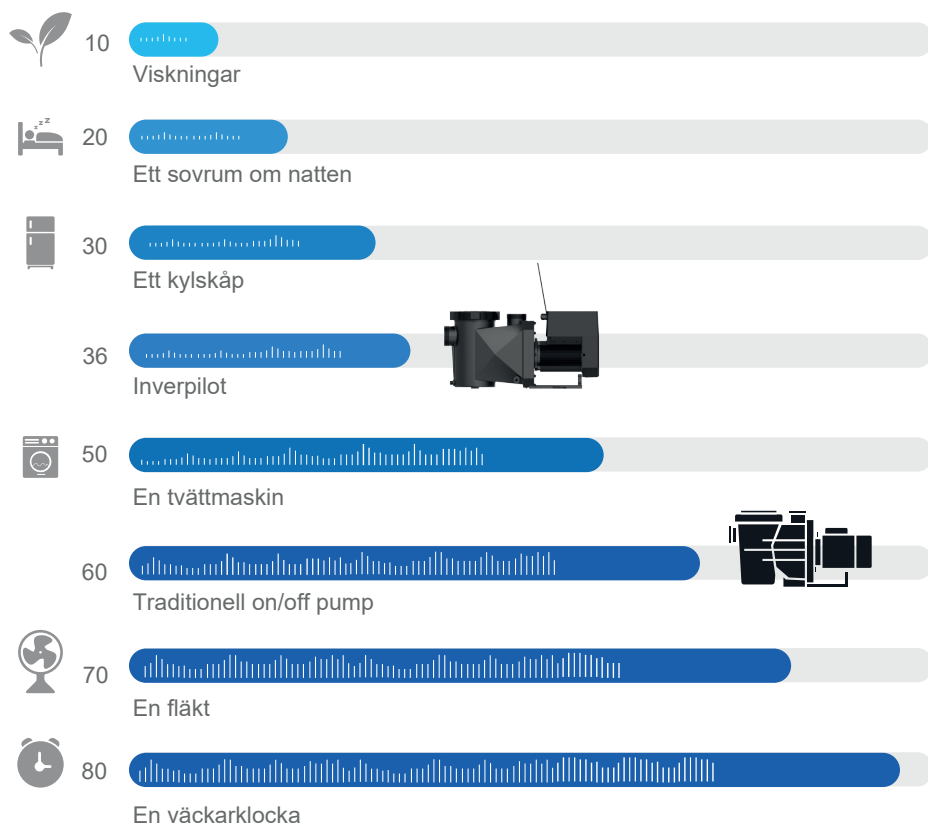 10
Viskningar
z z z
20
Ett sovrum om natten
30
Ett kylskåp
36
Inverpilot
50
En tvättmaskin
60
Traditionell on/off pump
70
En fläkt
80
En väckarklocka